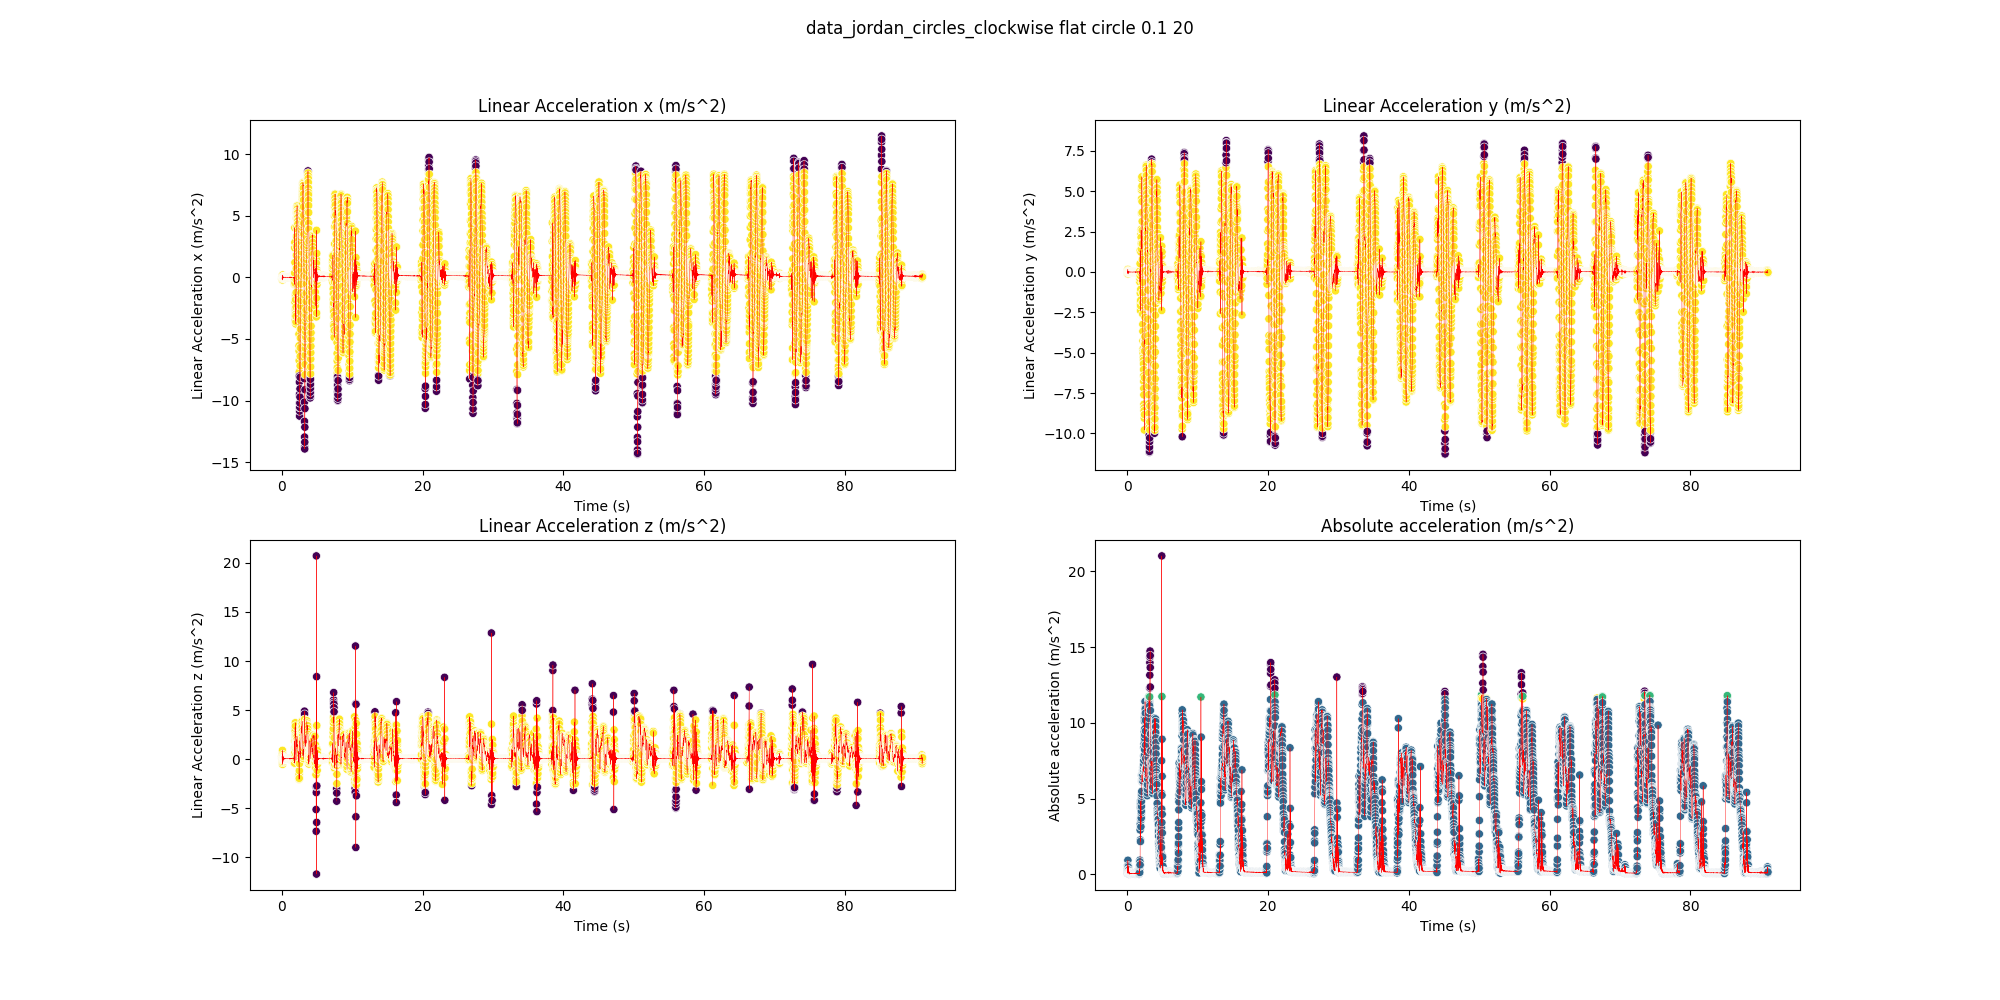 data_jordan_circles_clockwise flat circle 0.1 20
Linear Acceleration x (m/s^2)
Linear Acceleration x (m/s^2)
10
5
0
−5
−10
−15
0 20 40 60 80
Time (s)
Linear Acceleration y (m/s^2)
Linear Acceleration y (m/s^2)
7.5
5.0
2.5
0.0
−2.5
−5.0
−7.5
−10.0
0 20 40 60 80
Time (s)
Linear Acceleration z (m/s^2)
Linear Acceleration z (m/s^2)
20
15
10
5
0
−5
−10
0 20 40 60 80
Time (s)
Absolute acceleration (m/s^2)
Absolute acceleration (m/s^2)
20
15
10
5
0
0 20 40 60 80
Time (s)